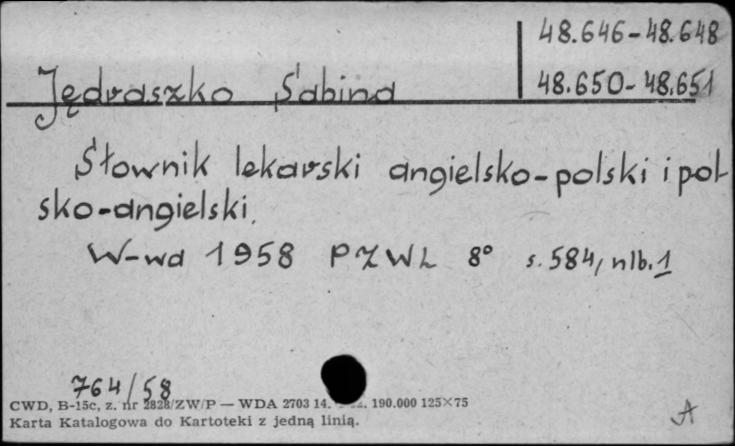 48.646-48.648
48.650-48.651
Jędraszko Sabina
Słownik lekarski angielsko-polski i pol-
sko-angielski.
W-wa 1958 PZWL 8° s. 584, nlb. 1
764/58
CWD, B-15c, z. nr 2828/ZW/P — WDA 2703 14. 190.000 125×75
Karta Katalogowa do Kartoteki z jedną linią.
A